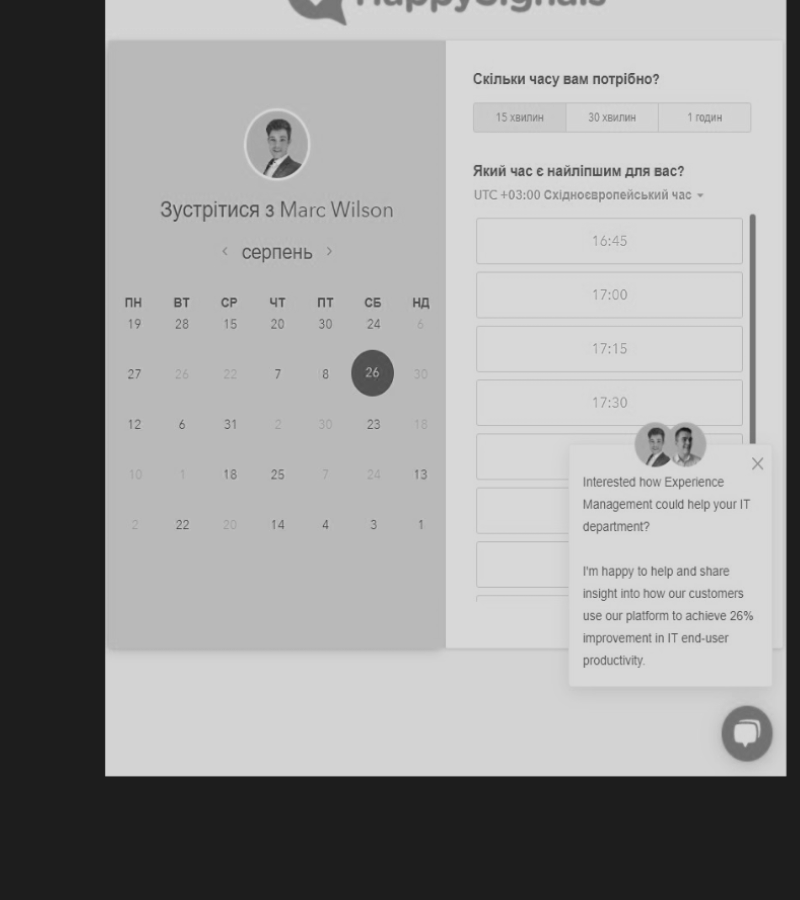 HappySignals
Зустрітися з Marc Wilson
серпень
ПН ВТ СР ЧТ ПТ СБ НД
19 28 15 20 30 24 6
27 26 22 7 8 26 30
12 6 31 2 30 23 18
10 1 18 25 7 24 13
2 22 20 14 4 3 1
Скільки часу вам потрібно?
15 хвилин 30 хвилин 1 годин
Який час є найліпшим для вас?
UTC +03:00 Східноєвропейський час
16:45
17:00
17:15
17:30
Interested how Experience
Management could help your IT
department?
I'm happy to help and share
insight into how our customers
use our platform to achieve 26%
improvement in IT end-user
productivity.